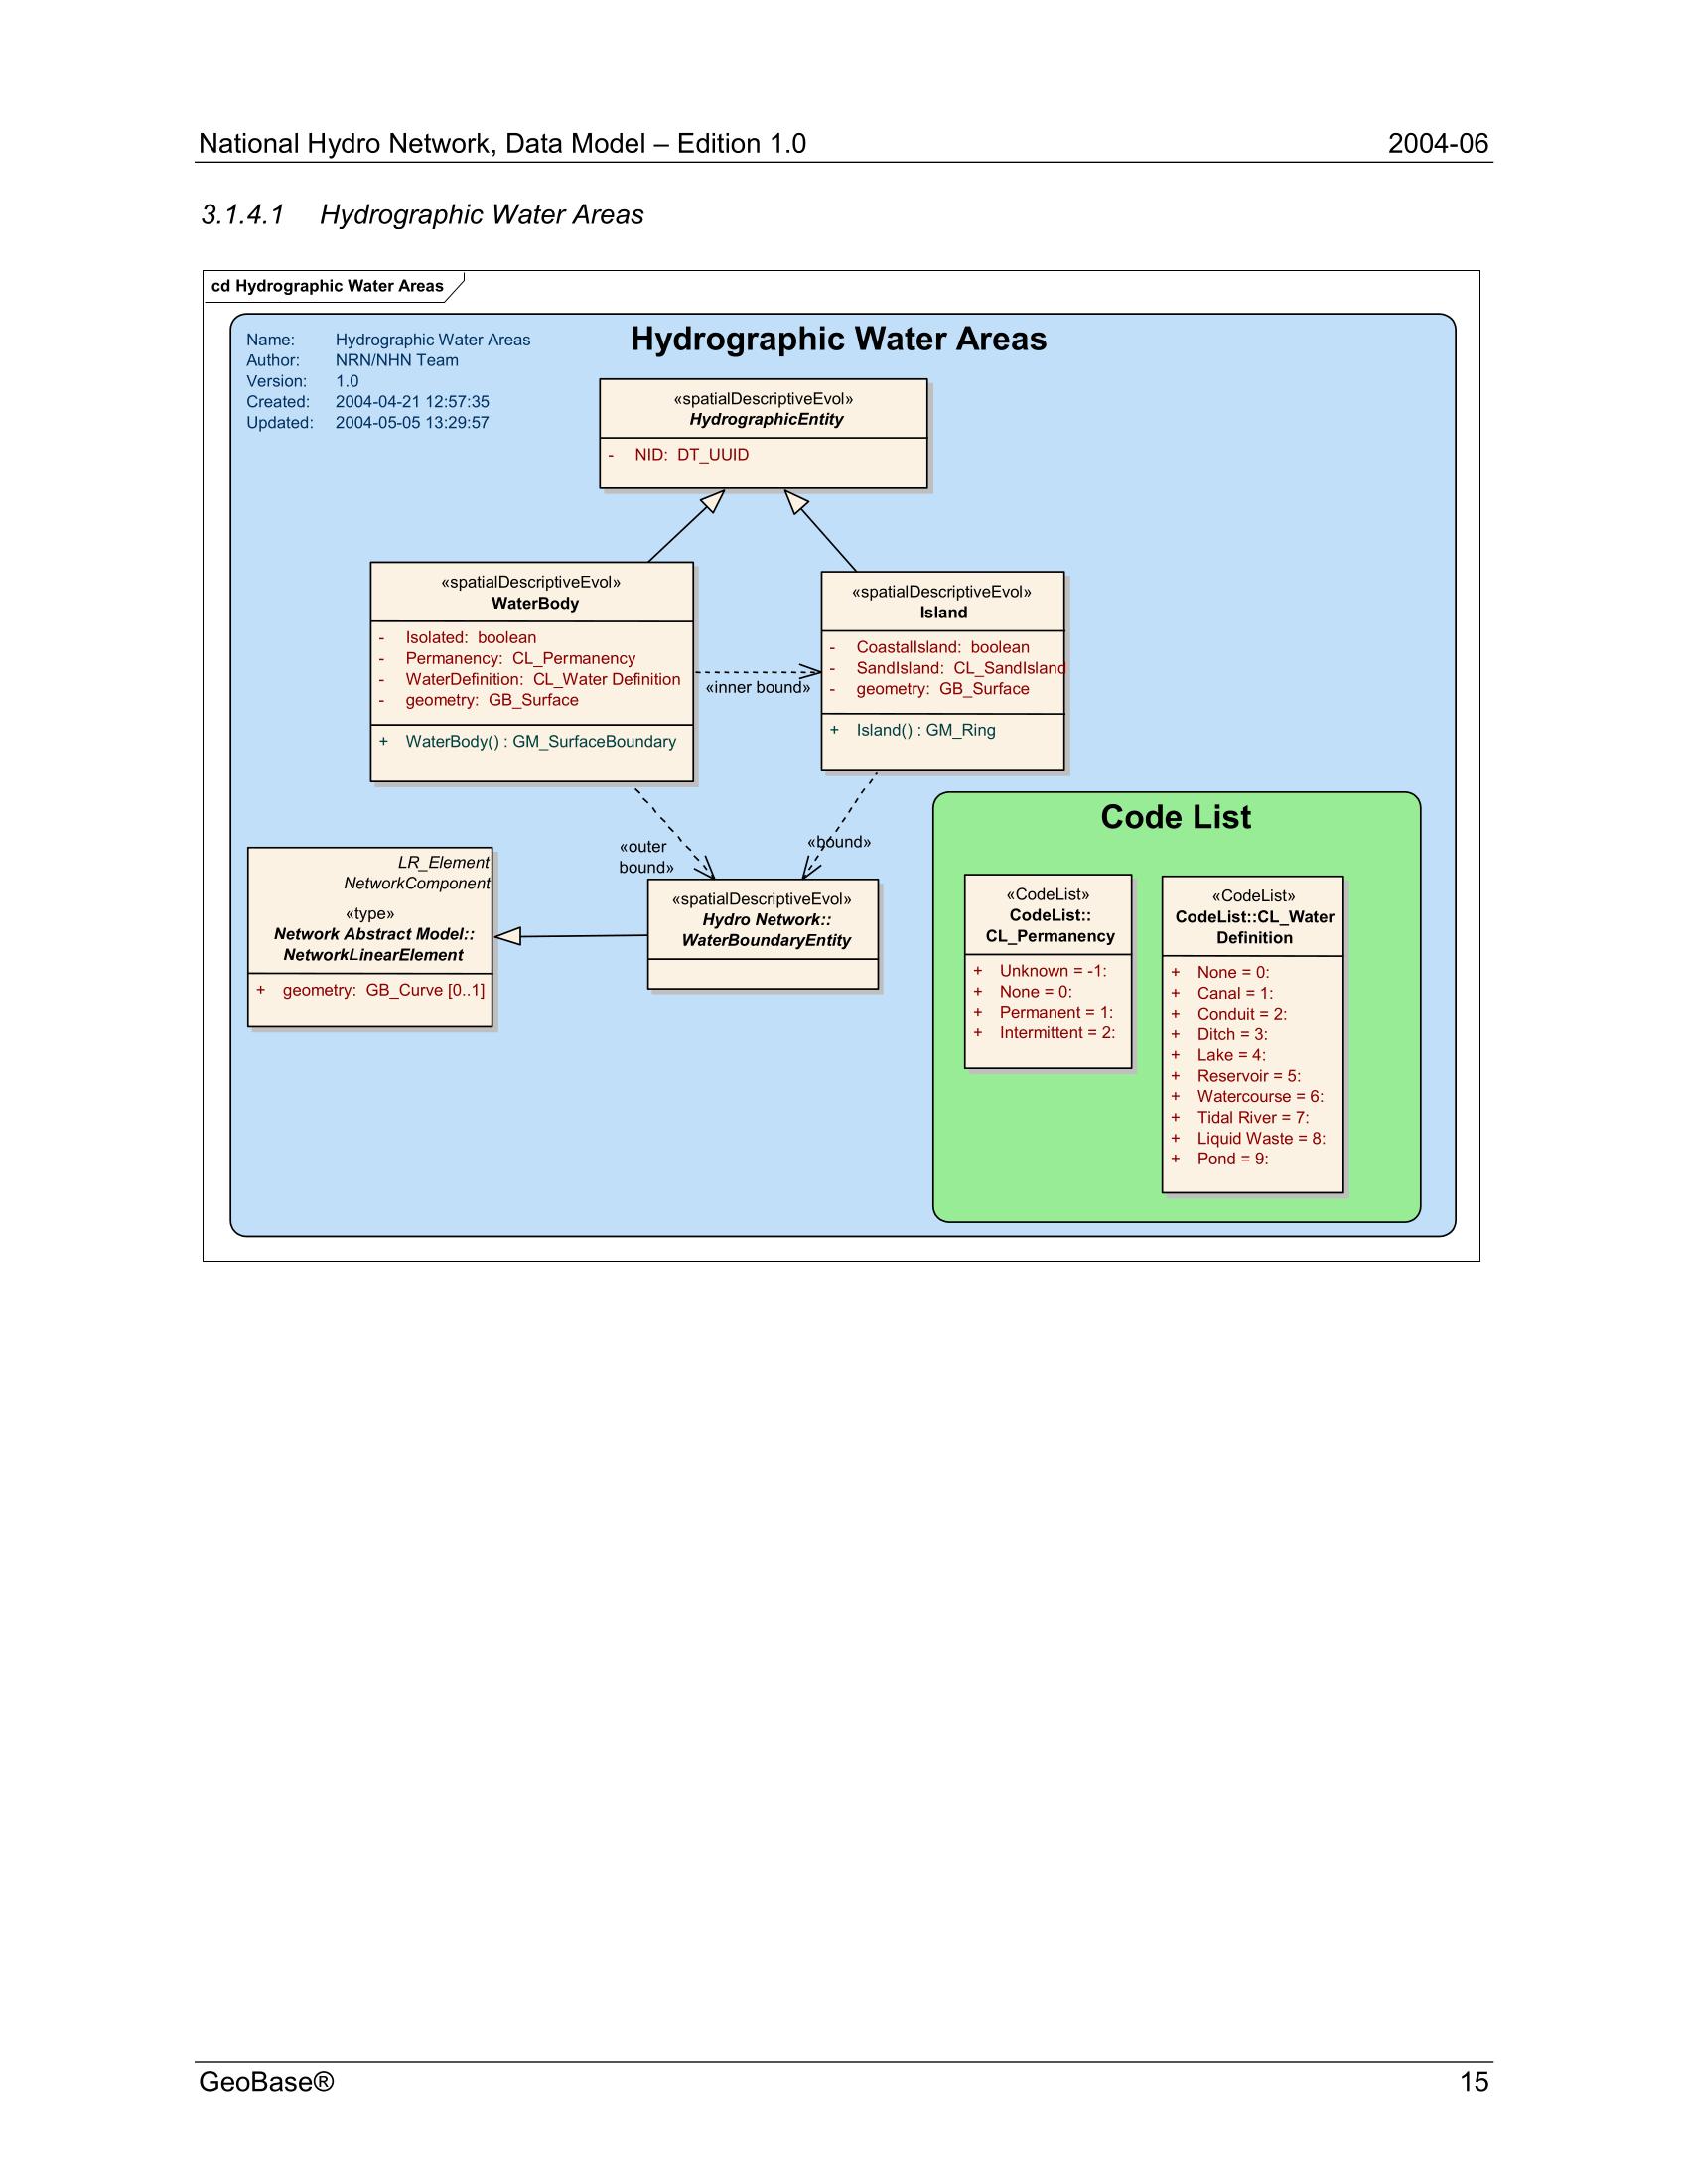 National Hydro Network, Data Model – Edition 1.0 2004-06
3.1.4.1 Hydrographic Water Areas
cd Hydrographic Water Areas
Hydrographic Water Areas
Name: Hydrographic Water Areas
Author: NRN/NHN Team
Version: 1.0
Created: 2004-04-21 12:57:35
Updated: 2004-05-05 13:29:57
«spatialDescriptiveEvol»
HydrographicEntity
- NID: DT_UUID
«spatialDescriptiveEvol»
WaterBody
- Isolated: boolean
- Permanency: CL_Permanency
- WaterDefinition: CL_Water Definition
- geometry: GB_Surface
+ WaterBody() : GM_SurfaceBoundary
«inner bound»
«spatialDescriptiveEvol»
Island
- CoastalIsland: boolean
- SandIsland: CL_SandIsland
- geometry: GB_Surface
+ Island() : GM_Ring
«outer
bound»
«bound»
LR_Element
NetworkComponent
«type»
Network Abstract Model::
NetworkLinearElement
+ geometry: GB_Curve [0..1]
«spatialDescriptiveEvol»
Hydro Network::
WaterBoundaryEntity
Code List
«CodeList»
CodeList::
CL_Permanency
+ Unknown = -1:
+ None = 0:
+ Permanent = 1:
+ Intermittent = 2:
«CodeList»
CodeList::CL_Water
Definition
+ None = 0:
+ Canal = 1:
+ Conduit = 2:
+ Ditch = 3:
+ Lake = 4:
+ Reservoir = 5:
+ Watercourse = 6:
+ Tidal River = 7:
+ Liquid Waste = 8:
+ Pond = 9:
GeoBase® 15